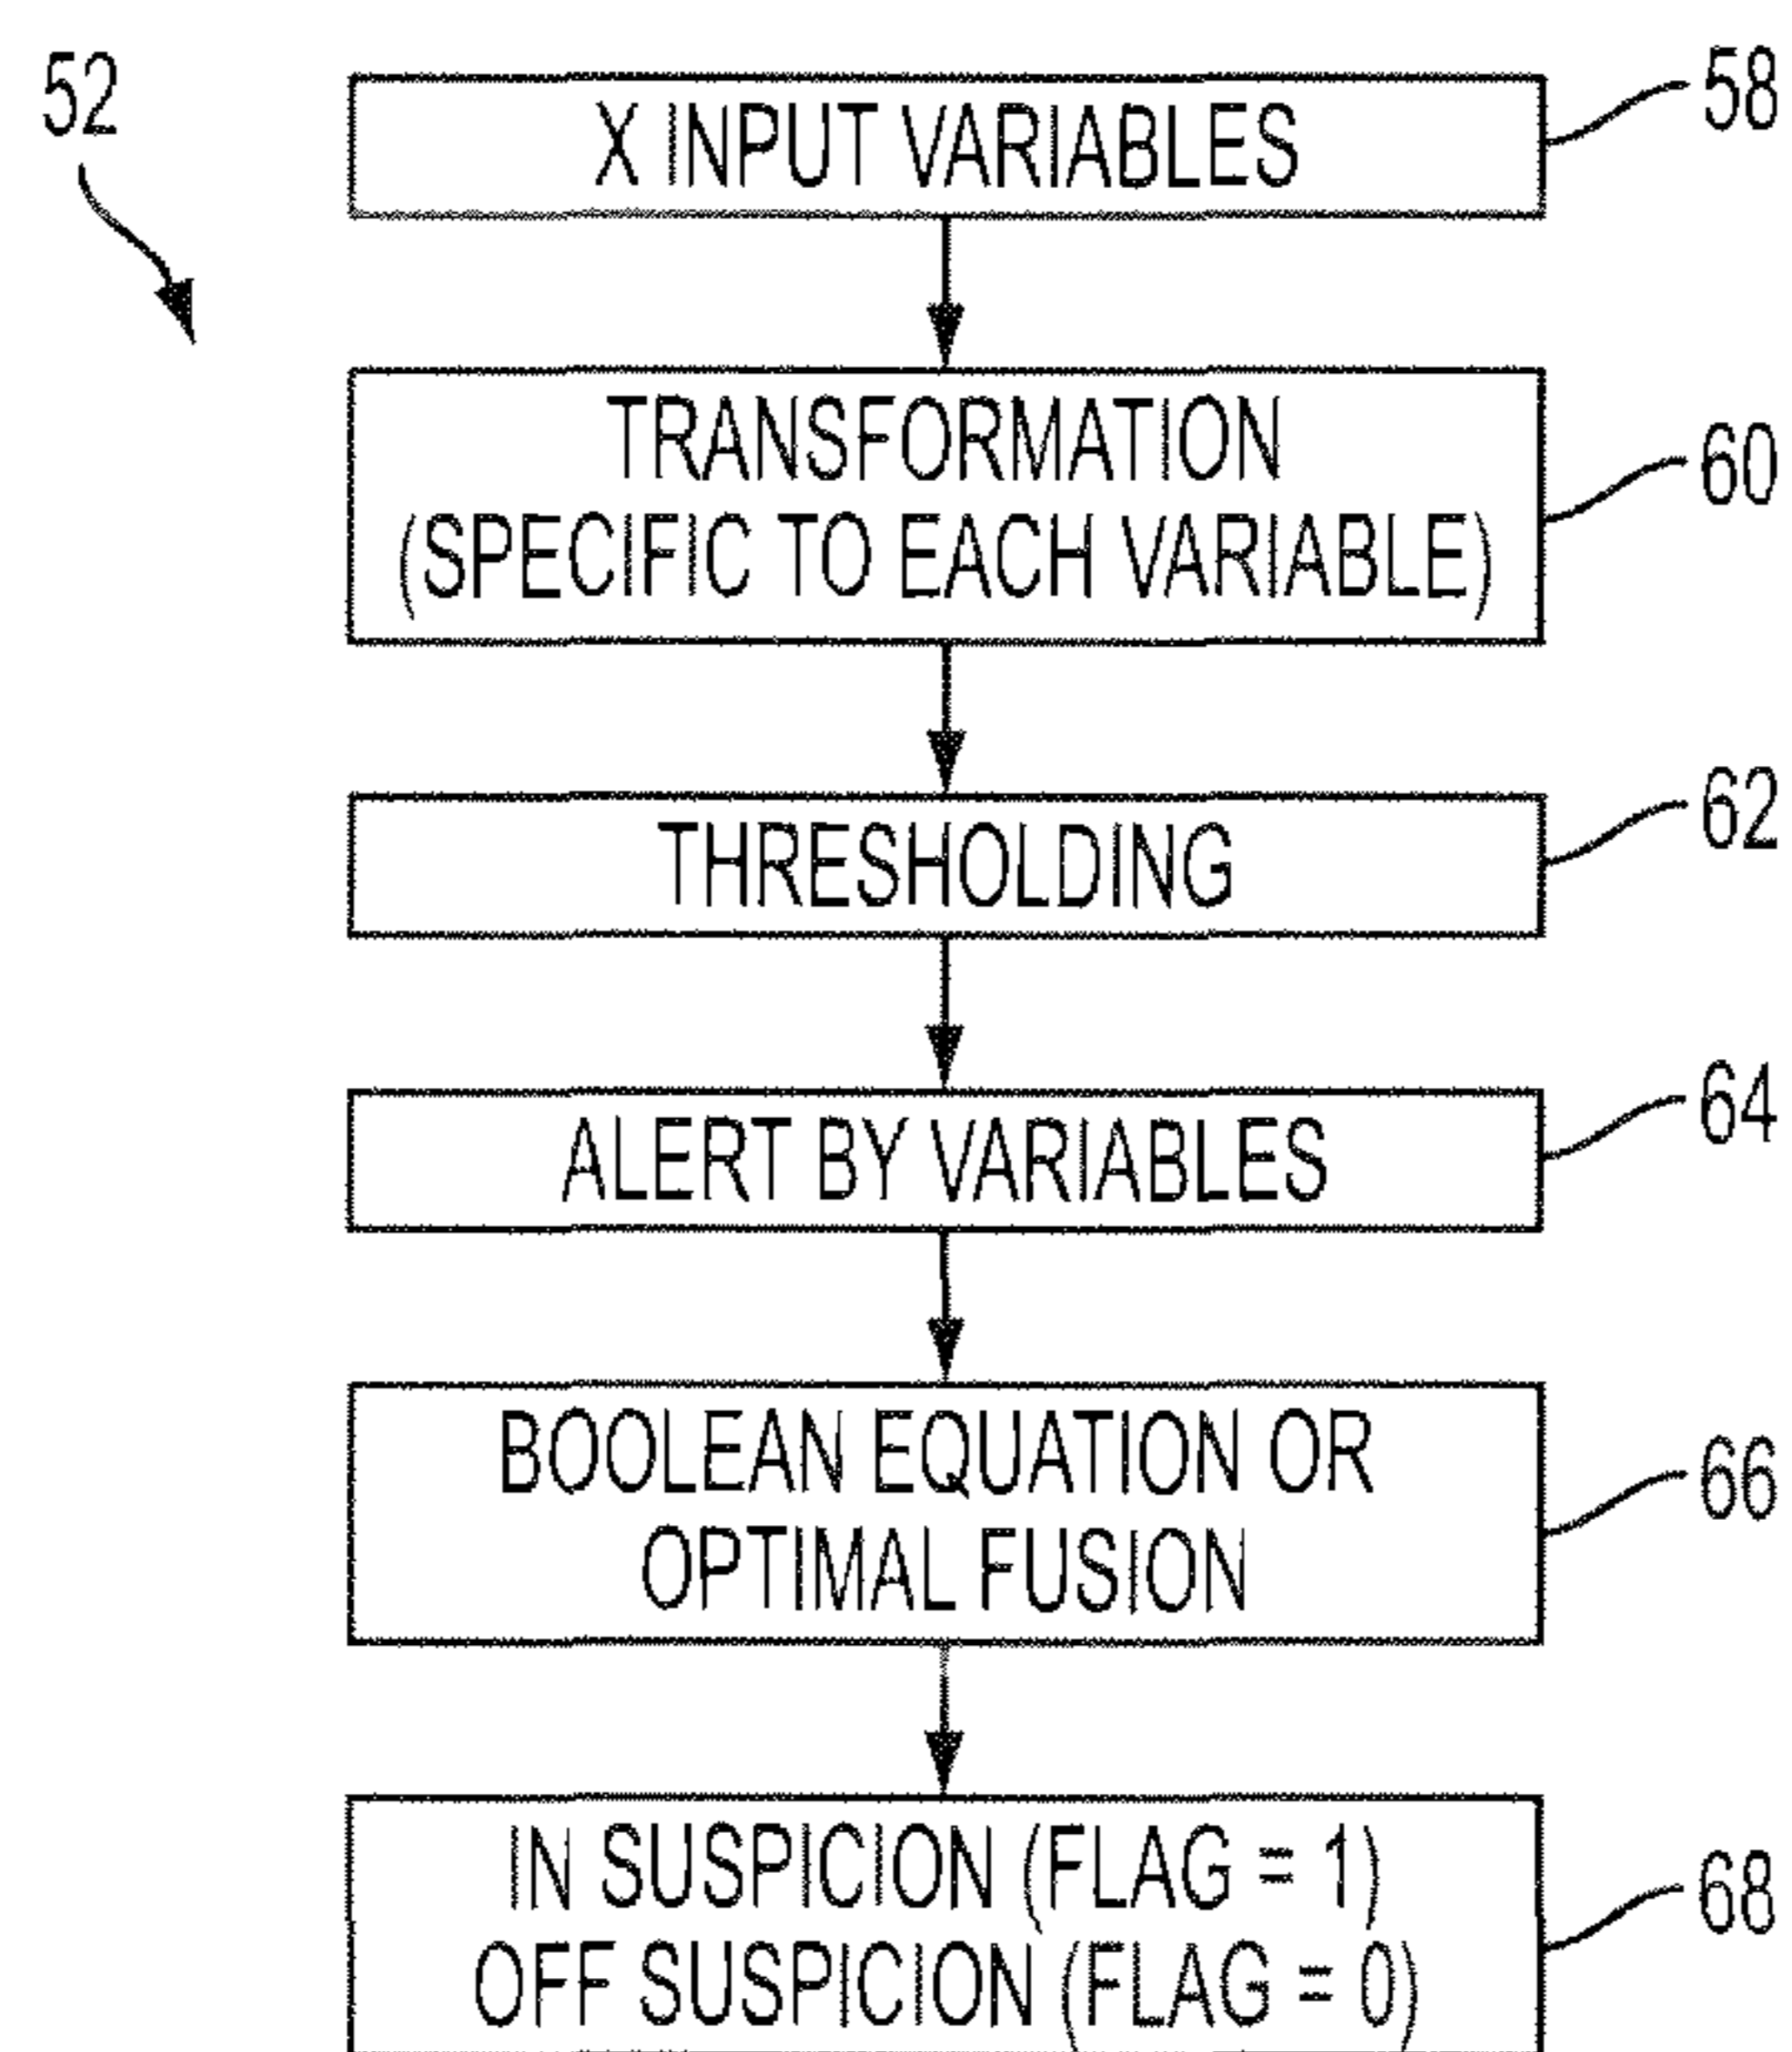 52
X INPUT VARIABLES
58
TRANSFORMATION
(SPECIFIC TO EACH VARIABLE)
60
THRESHOLDING
62
ALERT BY VARIABLES
64
BOOLEAN EQUATION OR
OPTIMAL FUSION
66
IN SUSPICION (FLAG = 1)
OFF SUSPICION (FLAG = 0)
68